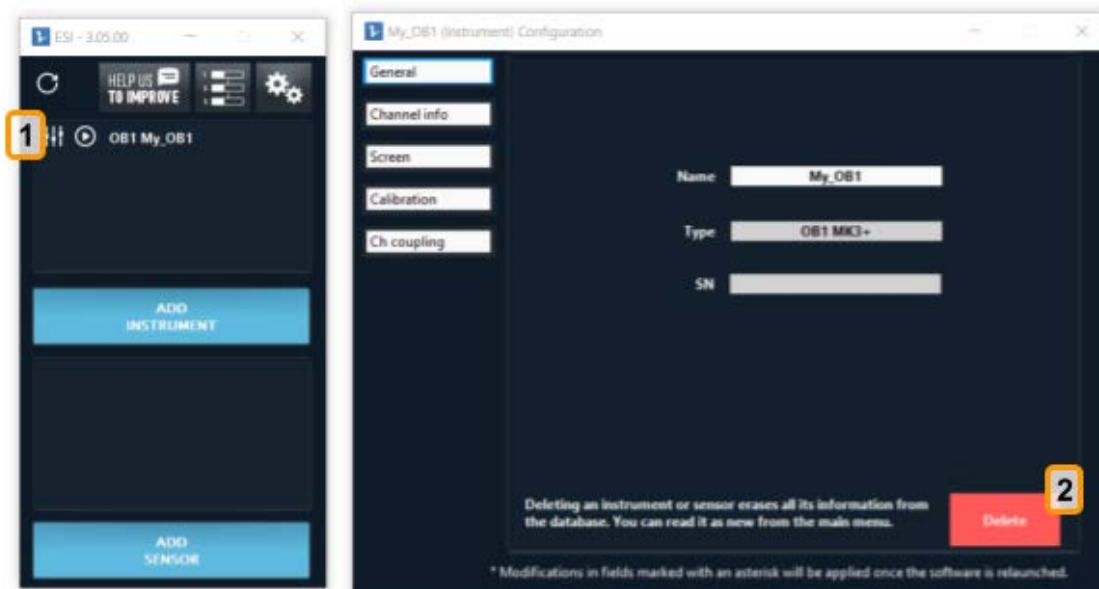 ESI - 3.05.00
HELP US
TO IMPROVE
1
OB1 My_OB1
ADD
INSTRUMENT
ADD
SENSOR
My_OB1 (Instrument) Configuration
General
Channel info
Screen
Calibration
Ch coupling
Name My_OB1
Type OB1 MK3+
SN
Deleting an instrument or sensor erases all its information from
the database. You can read it as new from the main menu.
Delete
2
* Modifications in fields marked with an asterisk will be applied once the software is relaunched.